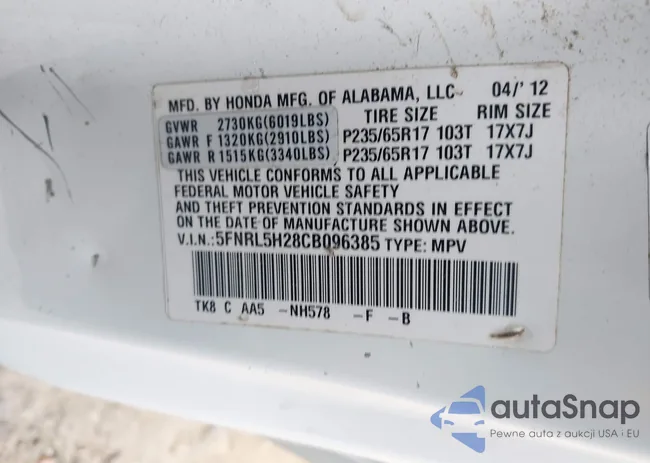 MFD. BY HONDA MFG. OF ALABAMA, LLC 04/' 12
TIRE SIZE RIM SIZE
GVWR 2730KG(6019LBS)
GAWR F 1320KG(2910LBS) P235/65R17 103T 17X7J
GAWR R 1515KG(3340LBS) P235/65R17 103T 17X7J
THIS VEHICLE CONFORMS TO ALL APPLICABLE
FEDERAL MOTOR VEHICLE SAFETY
AND THEFT PREVENTION STANDARDS IN EFFECT
ON THE DATE OF MANUFACTURE SHOWN ABOVE.
V.I.N.:5FNRL5H28CB096385 TYPE: MPV
TK8 C AA5 -NH578 -F -B
autaSnap
Pewne auta z aukcji USA i EU